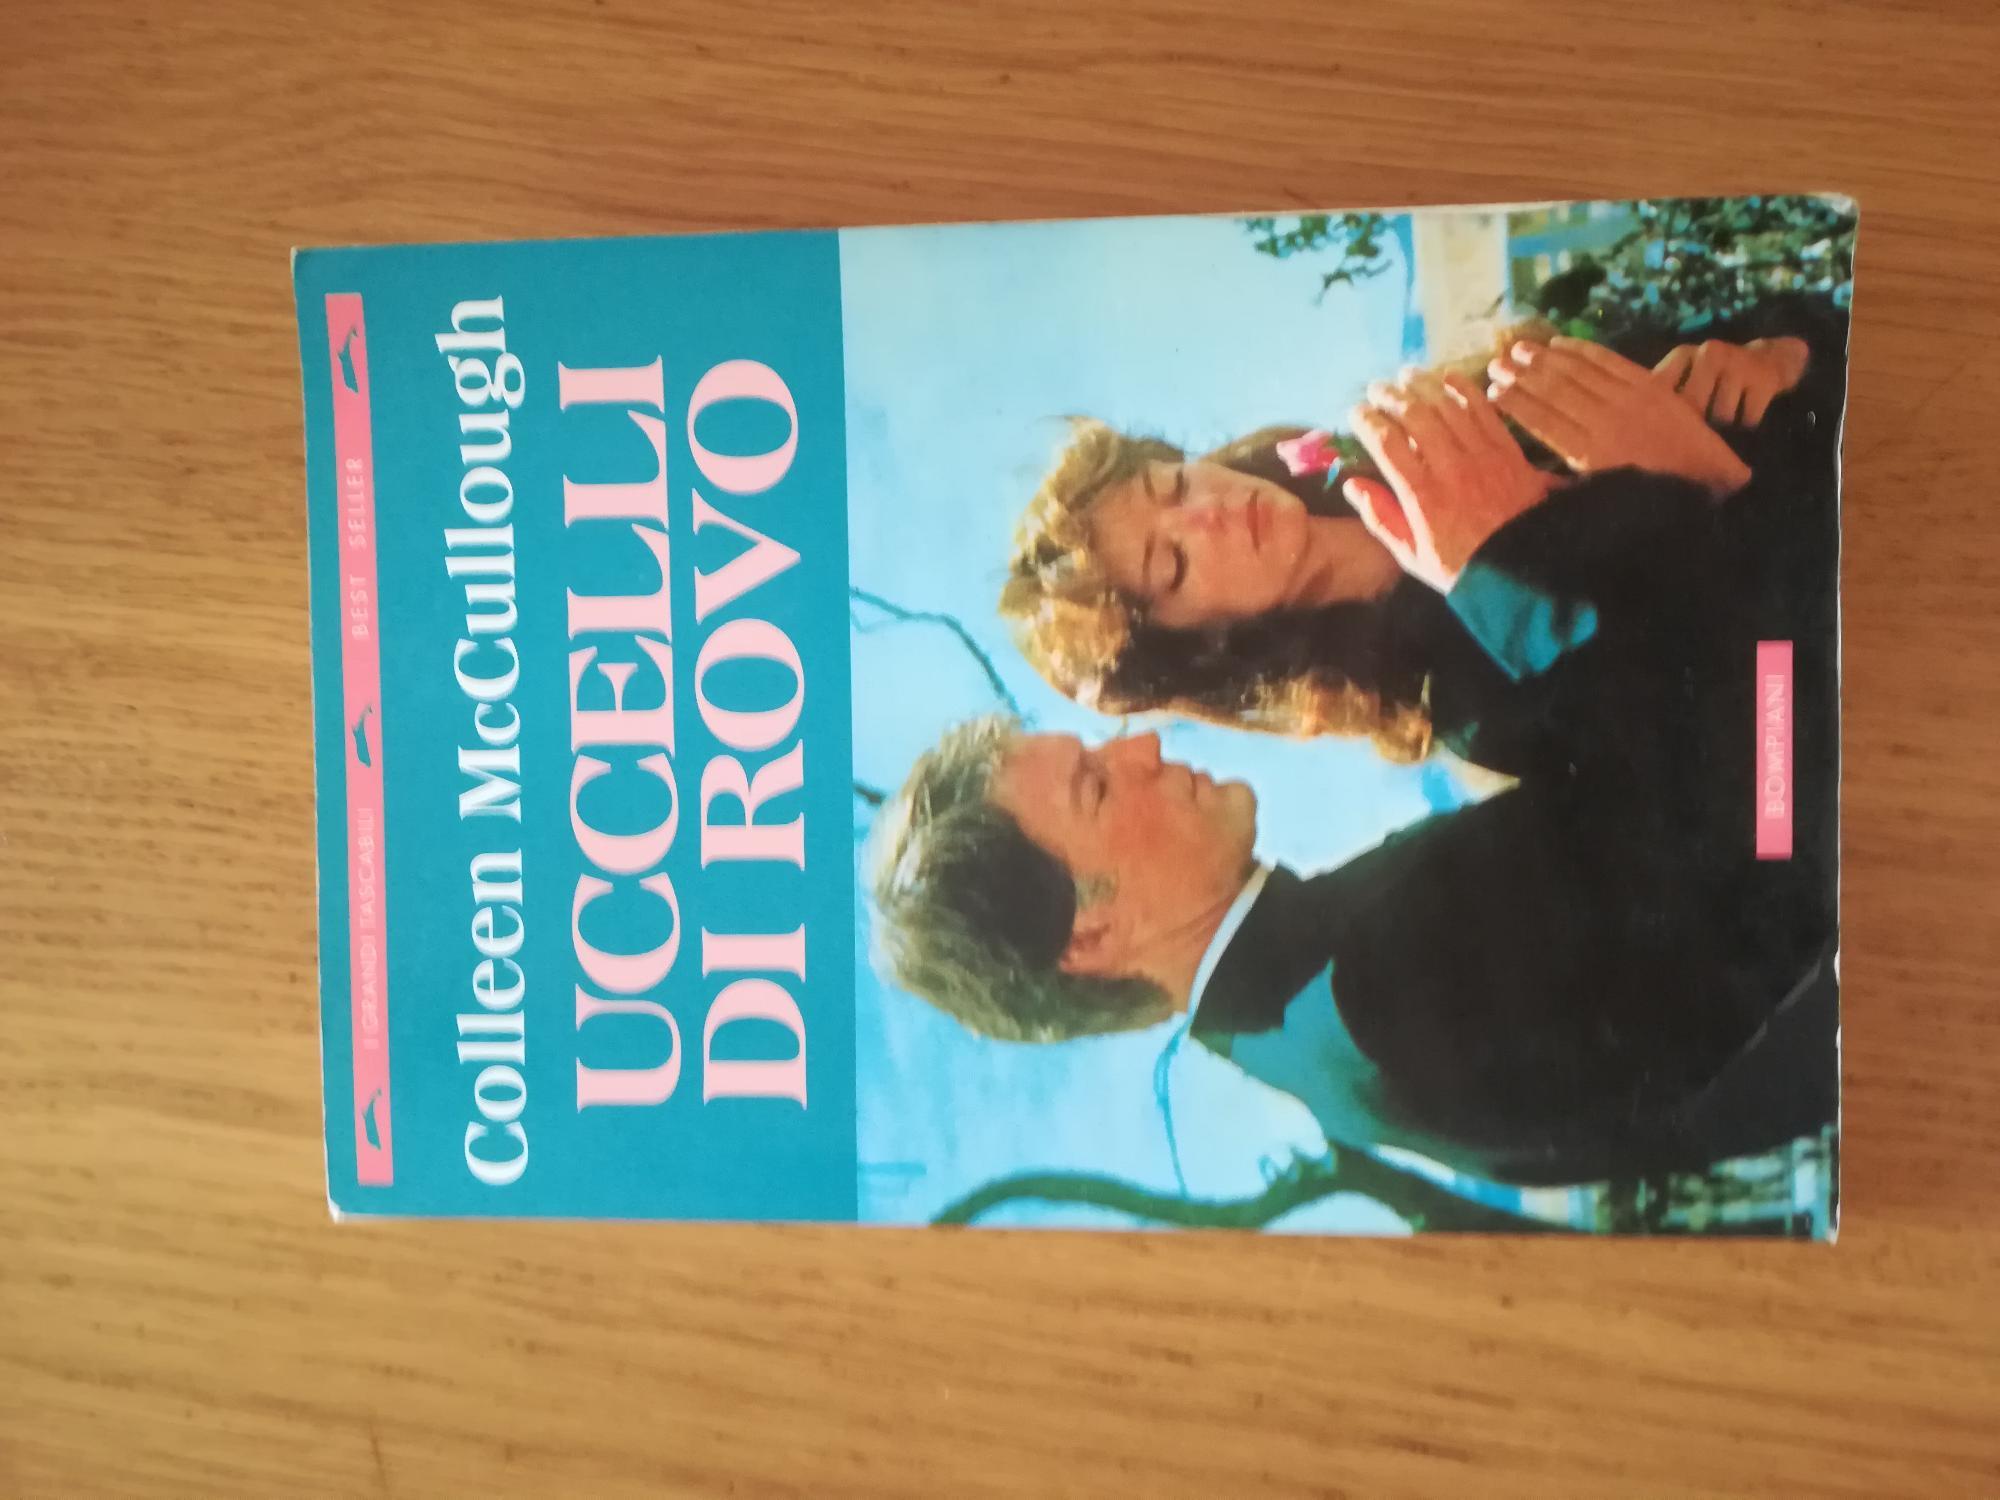 I GRANDI TASCABILI BEST SELLER
Colleen McCullough
UCCELLI
DI ROVO
BOMPIANI